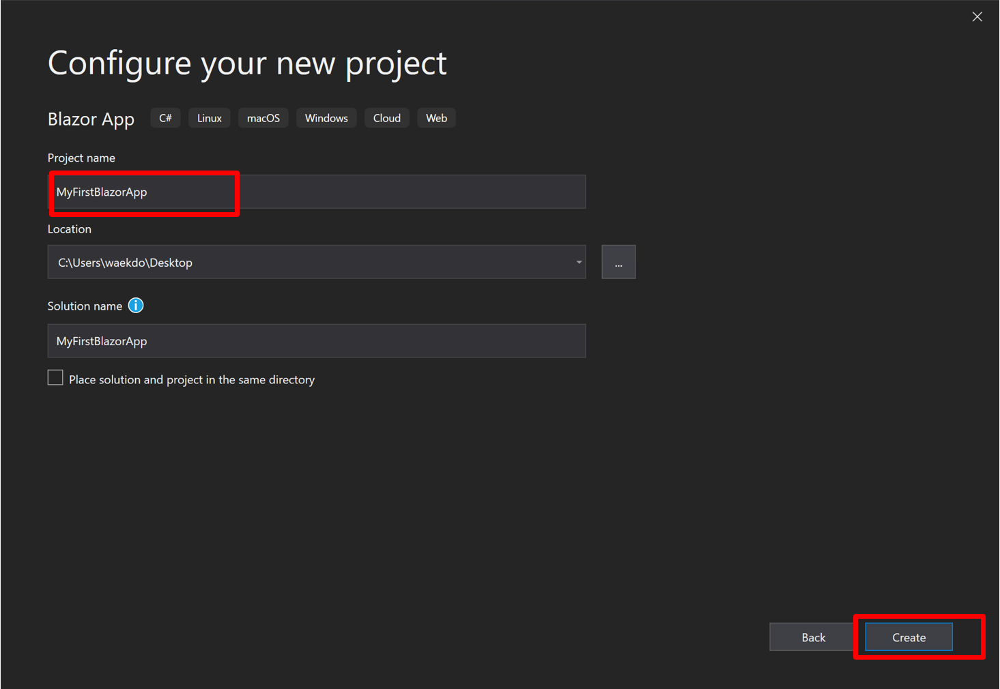 Configure your new project
Blazor App C# Linux macOS Windows Cloud Web
Project name
MyFirstBlazorApp
Location
C:\Users\waekdo\Desktop
...
Solution name
MyFirstBlazorApp
Place solution and project in the same directory
Back Create